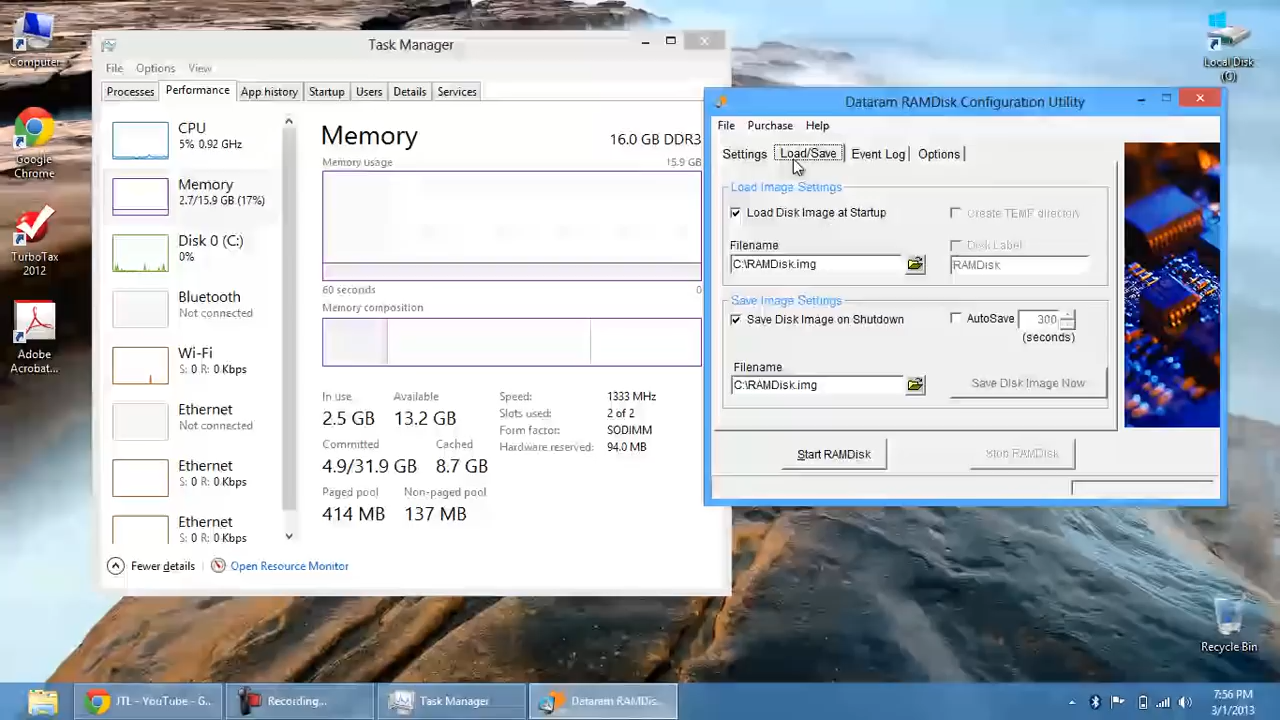 Computer
Google
Chrome
TurboTax
2012
Adobe
Acrobat...
Local Disk
(C)
Recycle Bin
Task Manager
File Options View
Processes Performance App history Startup Users Details Services
CPU
5% 0.92 GHz
Memory
2.7/15.9 GB (17%)
Disk 0 (C:)
0%
Bluetooth
Not connected
Wi-Fi
S: 0 R: 0 Kbps
Ethernet
Not connected
Ethernet
S: 0 R: 0 Kbps
Ethernet
S: 0 R: 0 Kbps
Memory 16.0 GB DDR3
Memory usage 15.9 GB
60 seconds 0
Memory composition
In use Available
2.5 GB 13.2 GB
Committed Cached
4.9/31.9 GB 8.7 GB
Paged pool Non-paged pool
414 MB 137 MB
Speed: 1333 MHz
Slots used: 2 of 2
Form factor: SODIMM
Hardware reserved: 94.0 MB
Fewer details Open Resource Monitor
Dataram RAMDisk Configuration Utility
File Purchase Help
Settings Load/Save Event Log Options
Load Image Settings
Load Disk Image at Startup Create TEMP directory
Filename Disk Label
C:\RAMDisk.img RAMDisk
Save Image Settings
Save Disk Image on Shutdown AutoSave 300
(seconds)
Filename
C:\RAMDisk.img Save Disk Image Now
Start RAMDisk Stop RAMDisk
JTL - YouTube - G... Recording... Task Manager Dataram RAMDis...
7:56 PM
3/1/2013